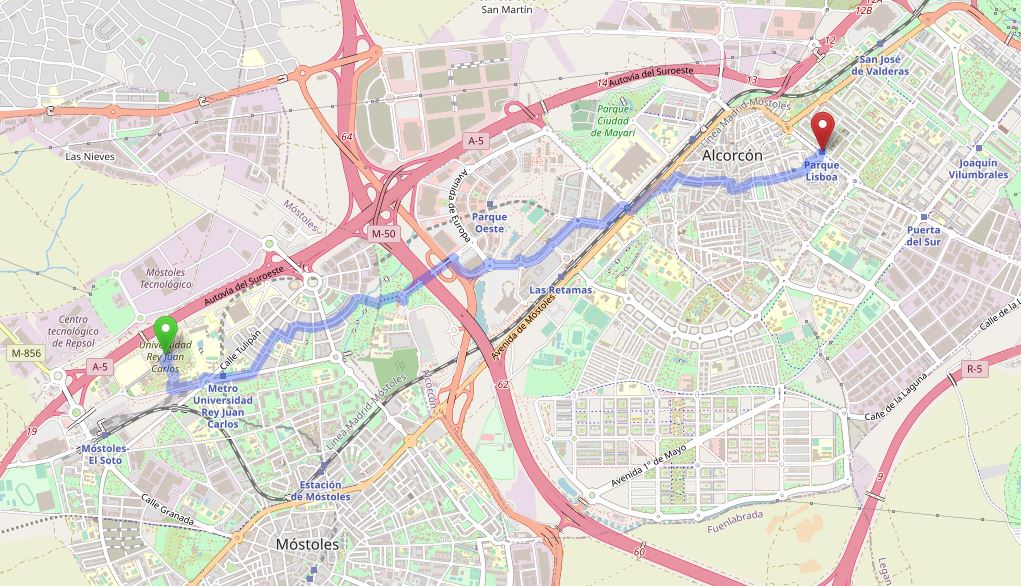 San Martín
12A
12B
12
San José
de Valderas
14
Autovía del Suroeste
13
Parque
Ciudad
de Mayarí
Línea Madrid-Móstoles
64
A-5
Las Nieves
Alcorcón
Parque
Lisboa
Joaquín
Vilumbrales
Avenida de Europa
Móstoles
Parque
Oeste
M-50
Puerta
del Sur
Móstoles
Tecnológico
Autovía del Suroeste
Las Retamas
Calle de la L
Centro
tecnológico
de Repsol
Universidad
Rey Juan
Carlos
Calle Tulipán
Avenida de Móstoles
M-856
A-5
R-5
Metro
Universidad
Rey Juan
Carlos
62
Alcorcón
Línea Madrid-Móstoles
Calle de la Laguna
19
Móstoles-
El Soto
Avenida 1º de Mayo
9
Estación
de Móstoles
Calle Granada
Fuenlabrada
Móstoles
60
Legan